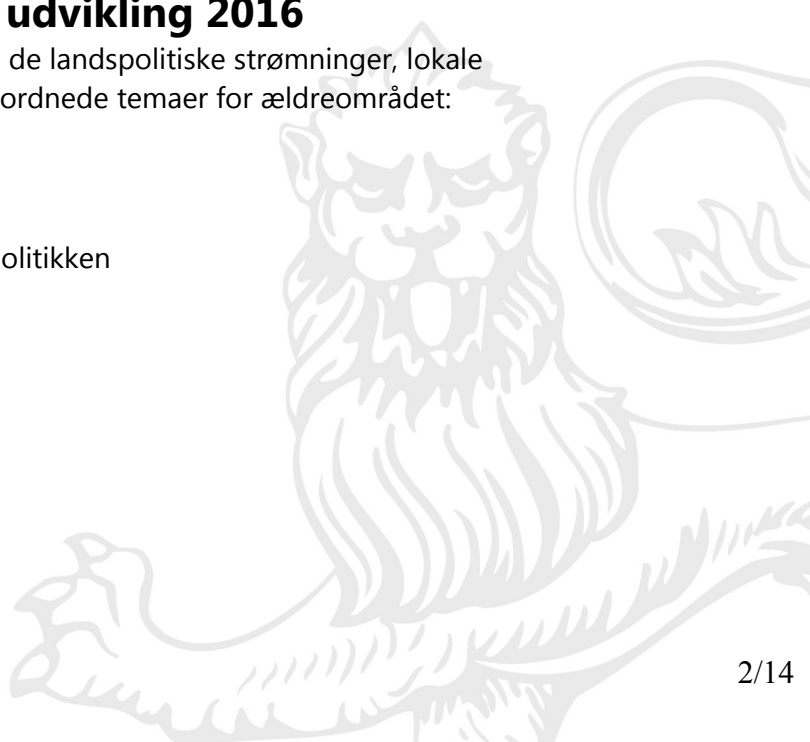 udvikling 2016
de landspolitiske strømninger, lokale
ordnede temaer for ældreområdet:
olitikken
2/14